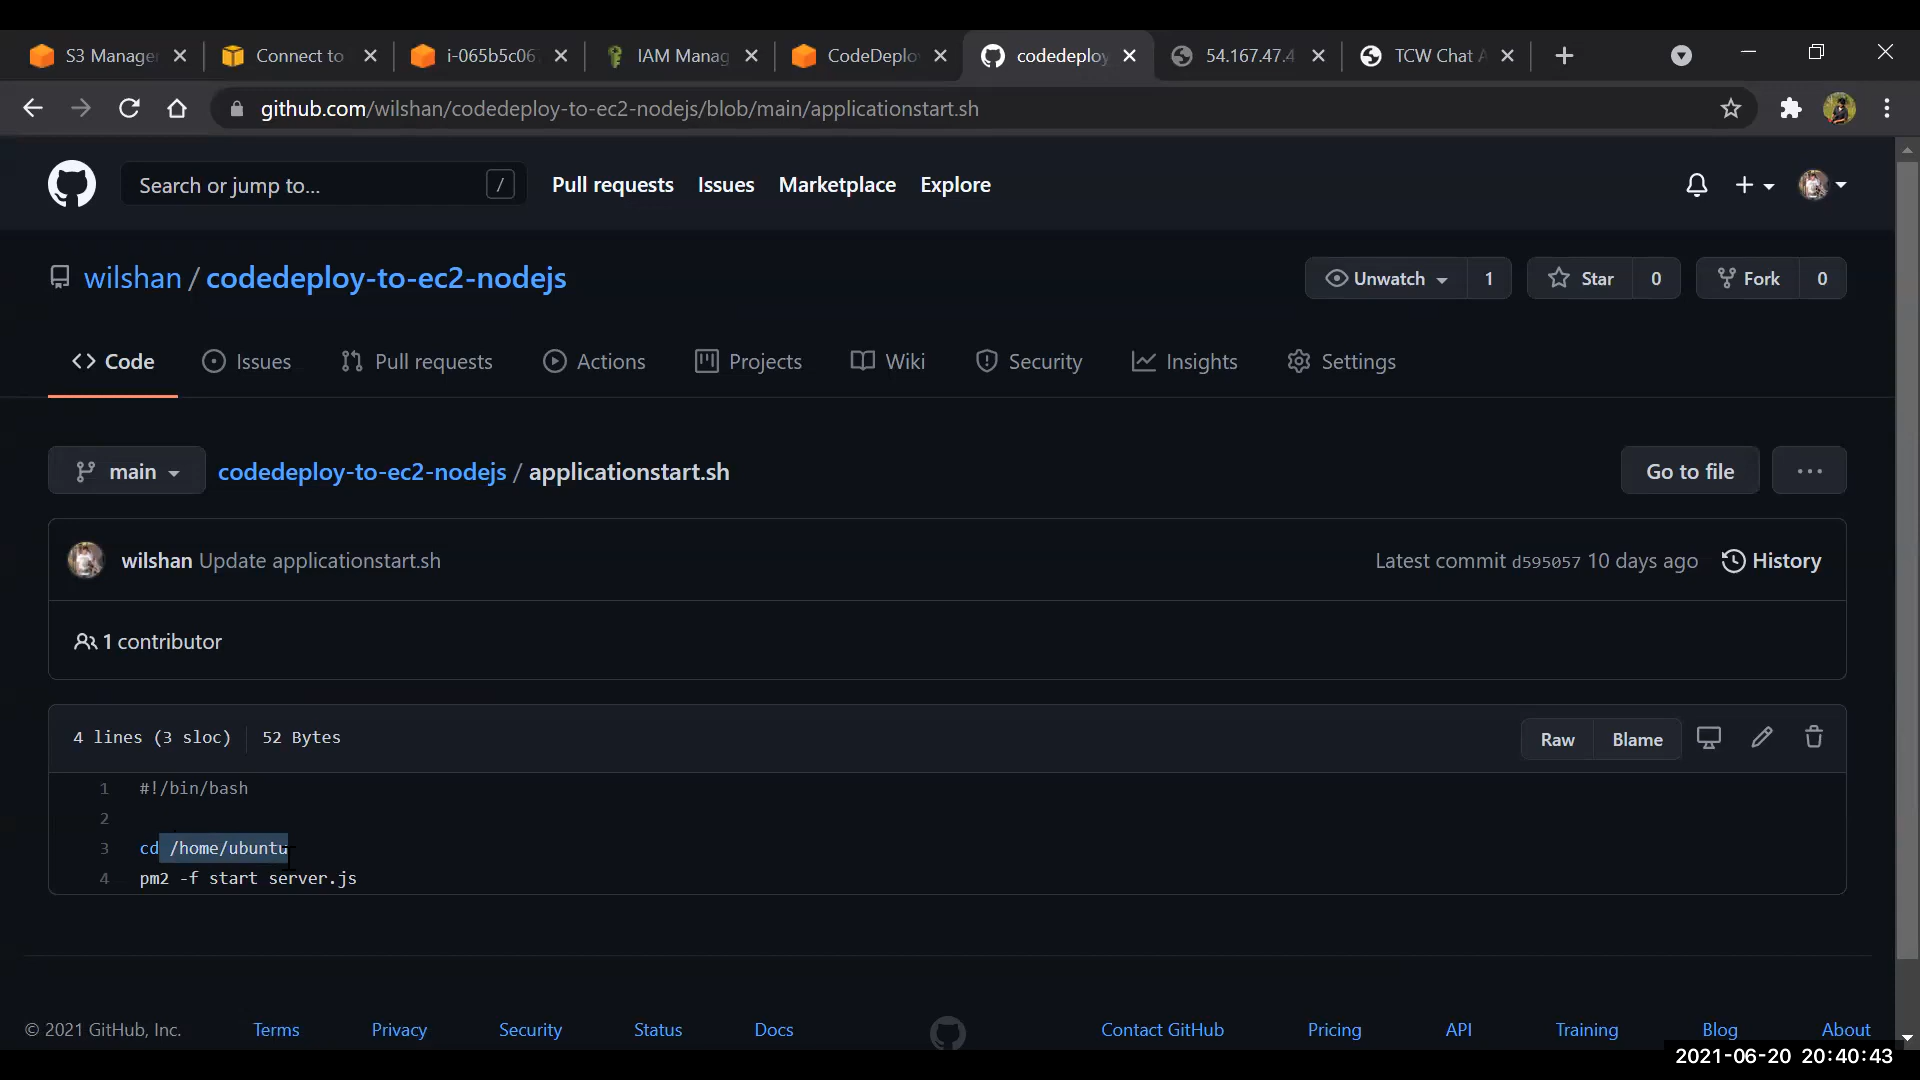 S3 Manage
Connect to
i-065b5c06
IAM Manag
CodeDeplo
codedeploy
54.167.47.4
TCW Chat A
github.com/wilshan/codedeploy-to-ec2-nodejs/blob/main/applicationstart.sh
Search or jump to...
/
Pull requests
Issues
Marketplace
Explore
wilshan / codedeploy-to-ec2-nodejs
Unwatch 1
Star 0
Fork 0
Code
Issues
Pull requests
Actions
Projects
Wiki
Security
Insights
Settings
main
codedeploy-to-ec2-nodejs / applicationstart.sh
Go to file
wilshan Update applicationstart.sh
Latest commit d595057 10 days ago
History
1 contributor
4 lines (3 sloc) 52 Bytes
Raw
Blame
1 #!/bin/bash
2
3 cd /home/ubuntu
4 pm2 -f start server.js
© 2021 GitHub, Inc.
Terms
Privacy
Security
Status
Docs
Contact GitHub
Pricing
API
Training
Blog
About
2021-06-20 20:40:43